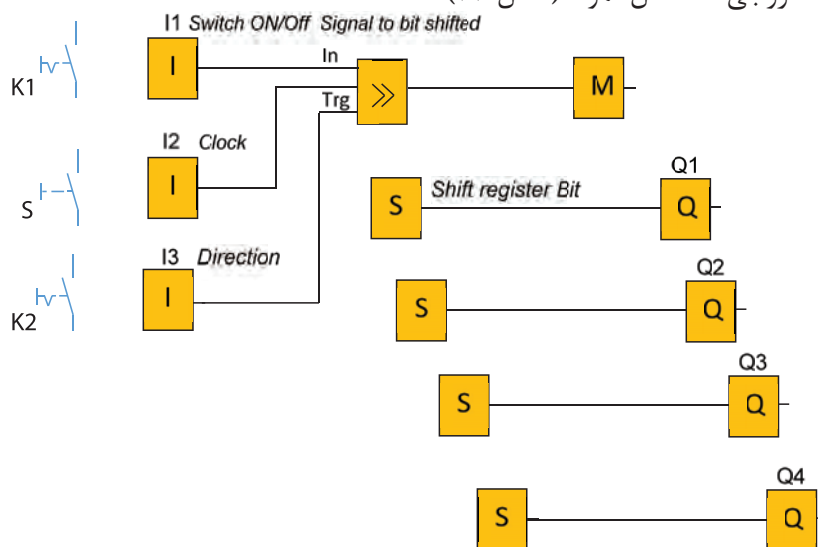 I1 Switch ON/Off Signal to bit shifted
K1
I
In
Trg
M
I2 Clock
S
I
Q1
S
Shift register Bit
Q
I3 Direction
K2
I
Q2
S
Q
Q3
S
Q
Q4
S
Q